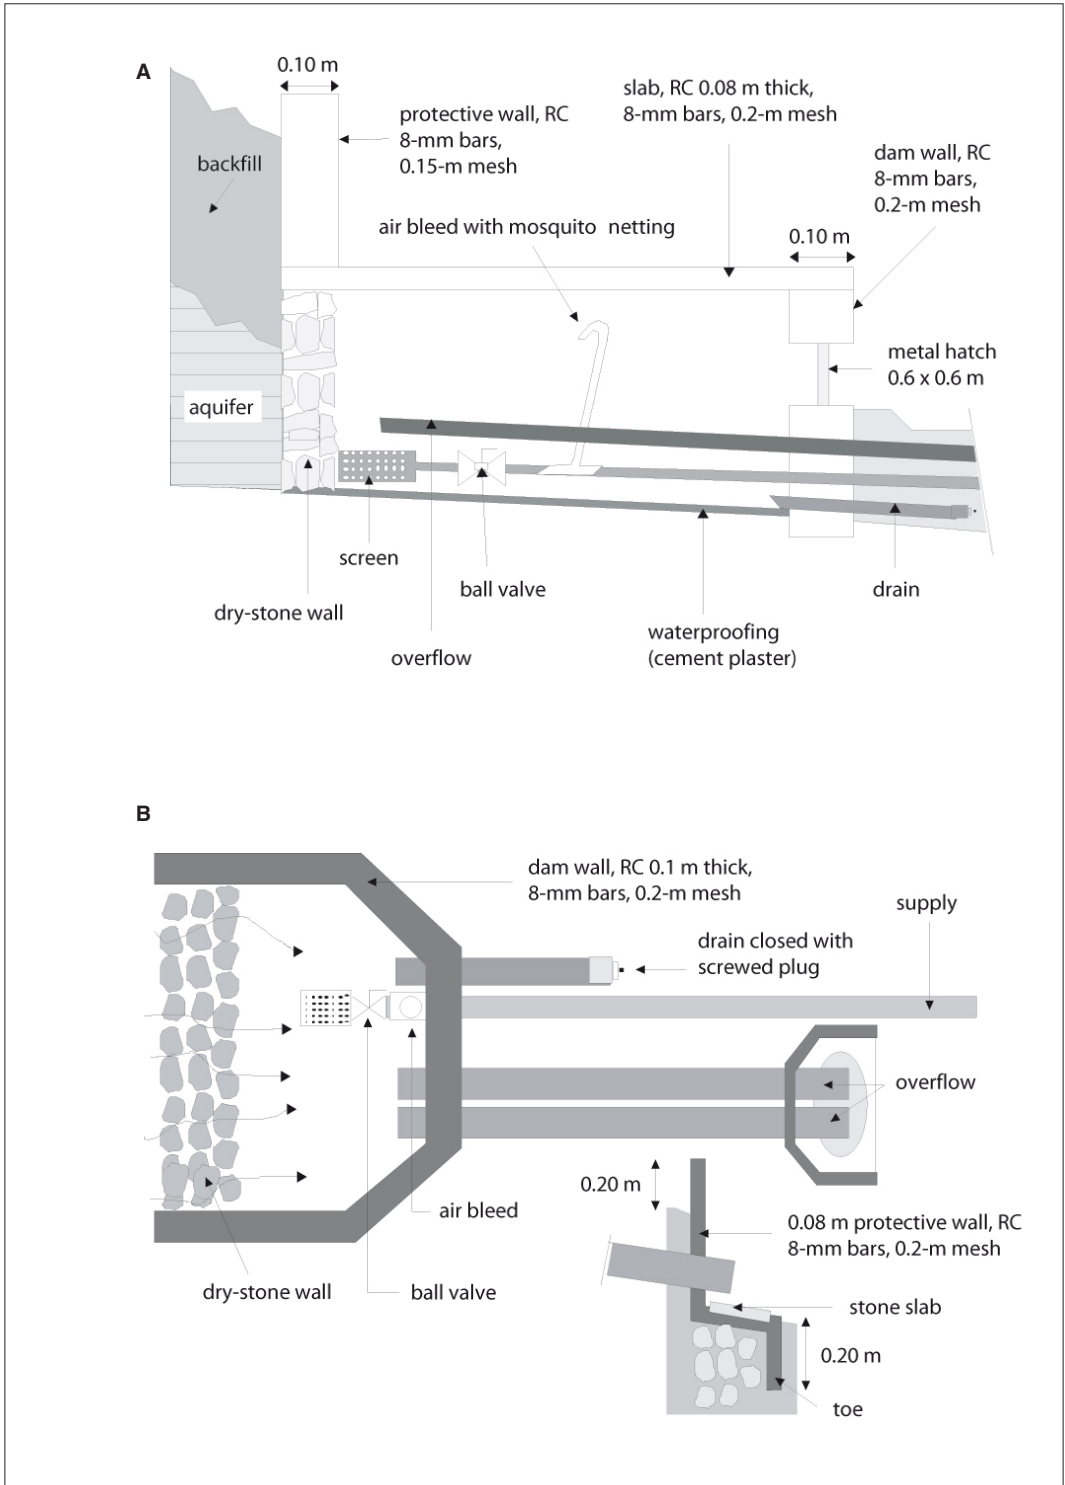 A
0.10 m
slab, RC 0.08 m thick,
8-mm bars, 0.2-m mesh
protective wall, RC
8-mm bars,
0.15-m mesh
dam wall, RC
8-mm bars,
0.2-m mesh
backfill
air bleed with mosquito netting
0.10 m
metal hatch
0.6 x 0.6 m
aquifer
screen
ball valve
drain
dry-stone wall
waterproofing
(cement plaster)
overflow
B
dam wall, RC 0.1 m thick,
8-mm bars, 0.2-m mesh
supply
drain closed with
screwed plug
overflow
0.20 m
air bleed
0.08 m protective wall, RC
8-mm bars, 0.2-m mesh
dry-stone wall
ball valve
stone slab
0.20 m
toe